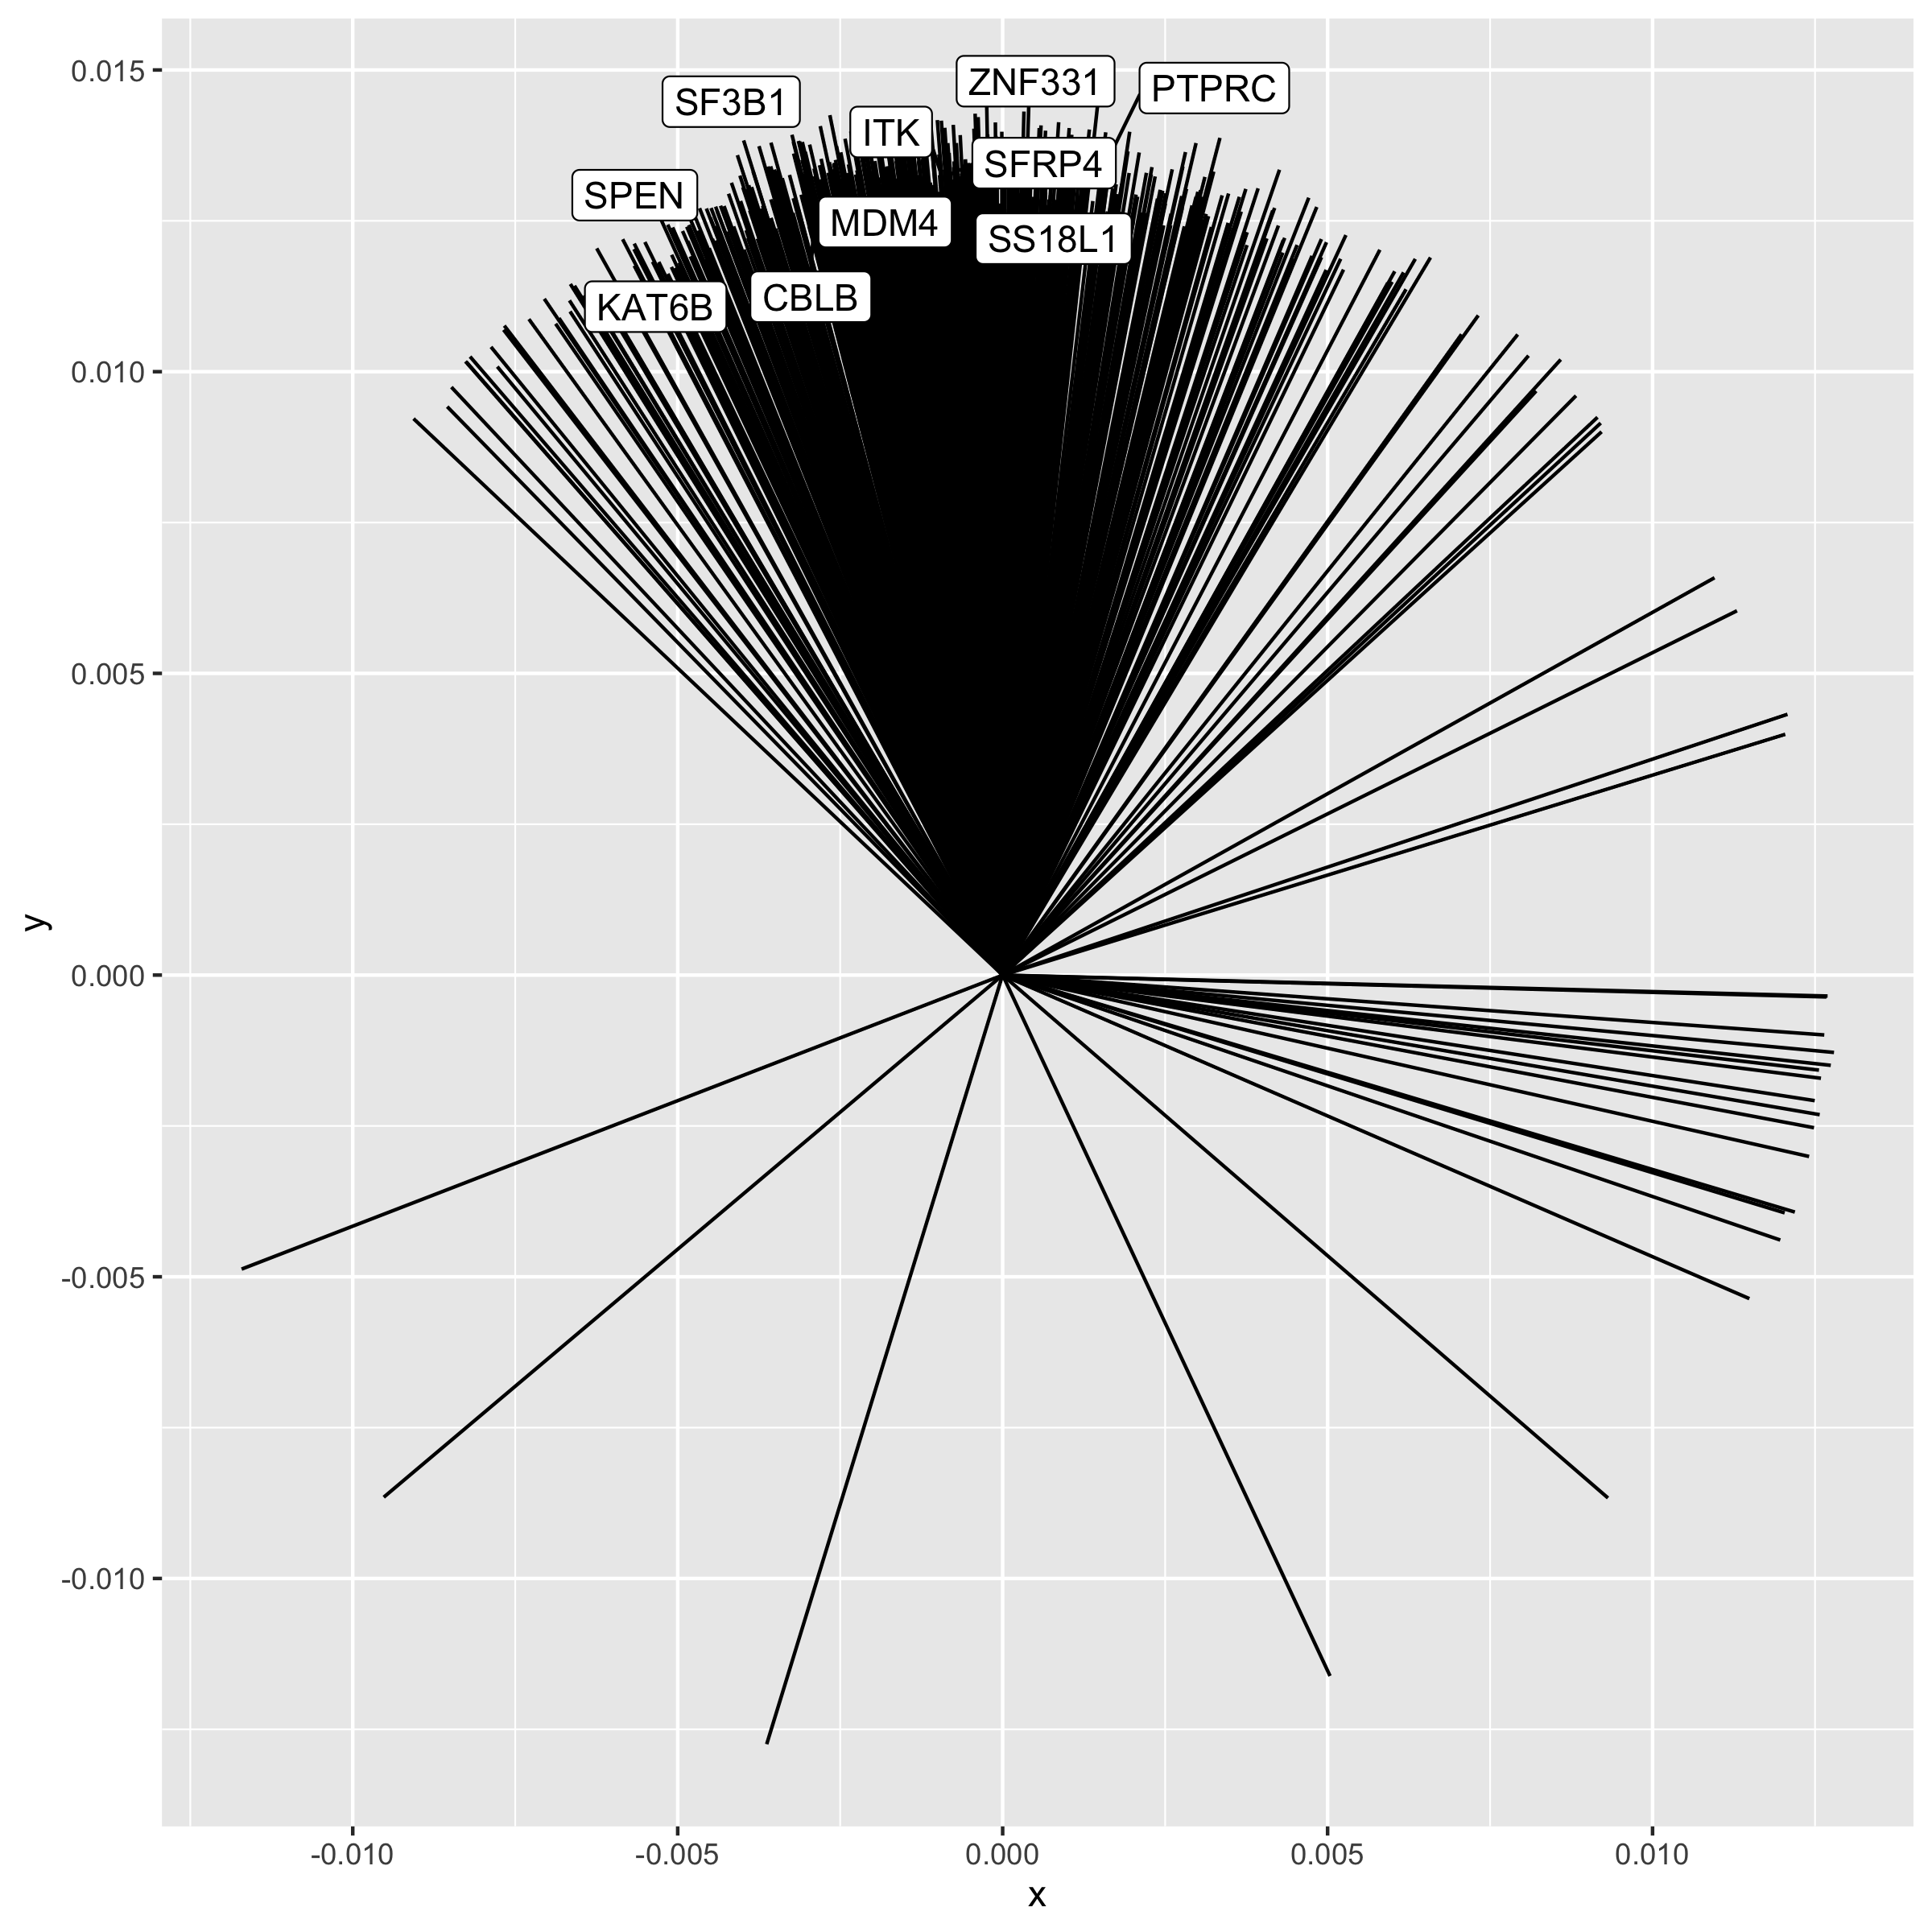 0.015
0.010
0.005
0.000
-0.005
-0.010
y
ZNF331
PTPRC
SF3B1
ITK
SFRP4
SPEN
MDM4
SS18L1
CBLB
KAT6B
-0.010
-0.005
0.000
0.005
0.010
x